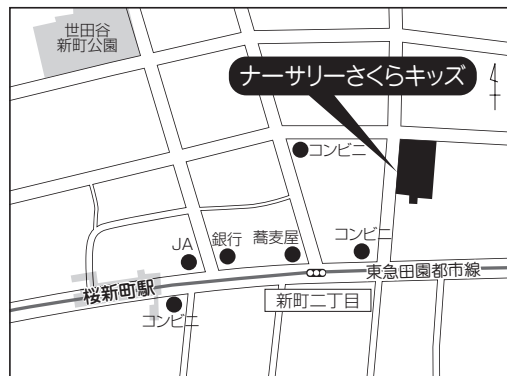 世田谷
新町公園
ナーサリーさくらキッズ
コンビニ
JA
銀行
蕎麦屋
コンビニ
東急田園都市線
桜新町駅
新町二丁目
コンビニ